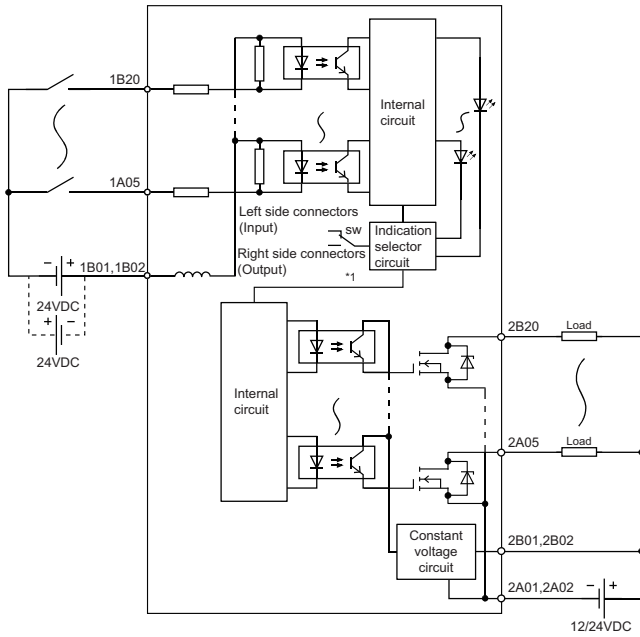 1B20
Internal
circuit
1A05
Left side connectors
(Input)
sw
Indication
selector
circuit
Right side connectors
(Output)
1B01,1B02
− +
24VDC
+ −
24VDC
*1
Internal
circuit
2B20
Load
2A05
Load
Constant
voltage
circuit
2B01,2B02
2A01,2A02
− +
12/24VDC